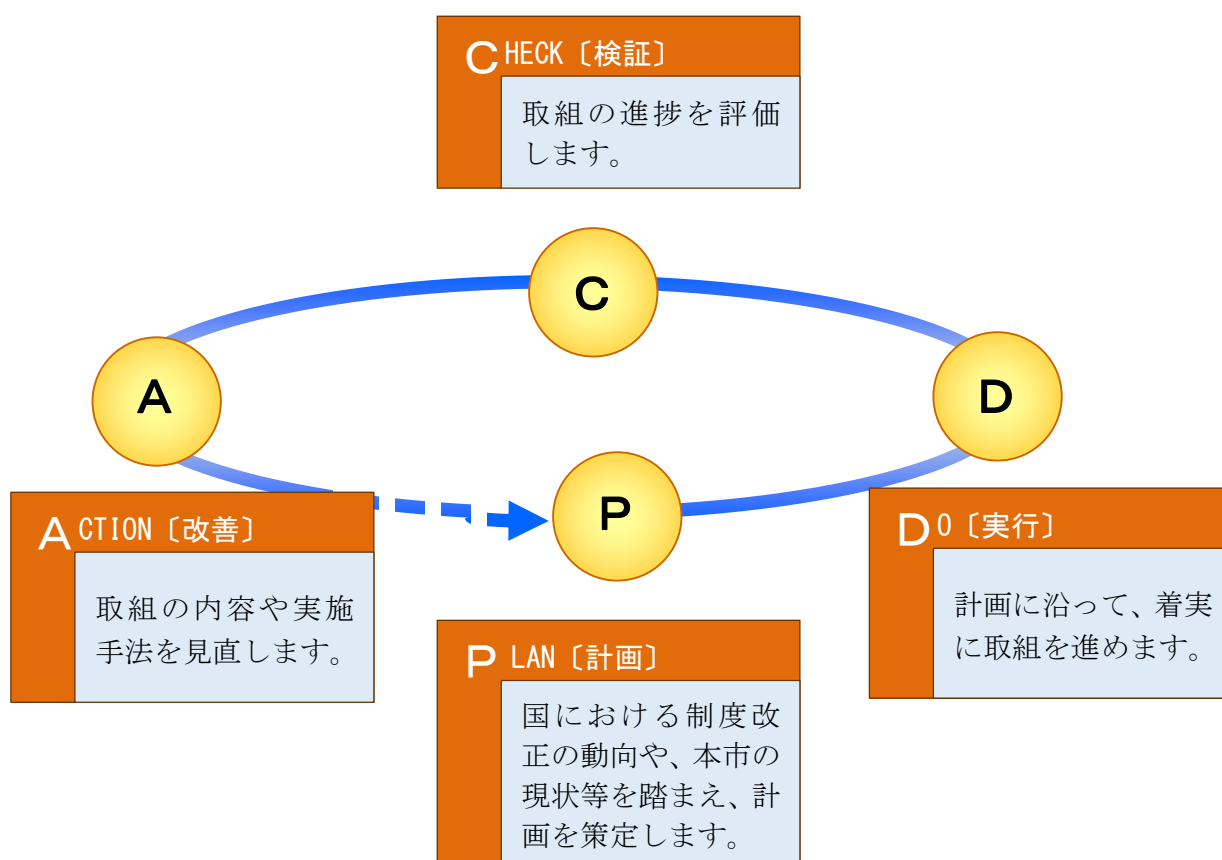 CHECK〔検証〕
取組の進捗を評価
します。
C
A
D
P
ACTION〔改善〕
取組の内容や実施
手法を見直します。
DO〔実行〕
計画に沿って、着実
に取組を進めます。
PLAN〔計画〕
国における制度改
正の動向や、本市の
現状等を踏まえ、計
画を策定します。